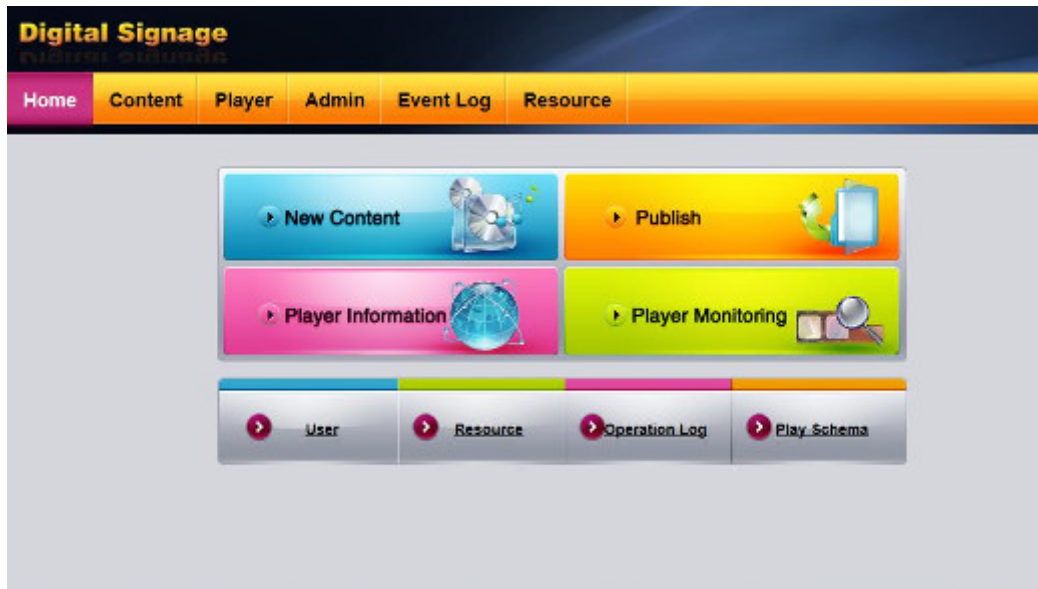 Digital Signage
Home Content Player Admin Event Log Resource
New Content Publish
Player Information Player Monitoring
User Resource Operation Log Play Schema